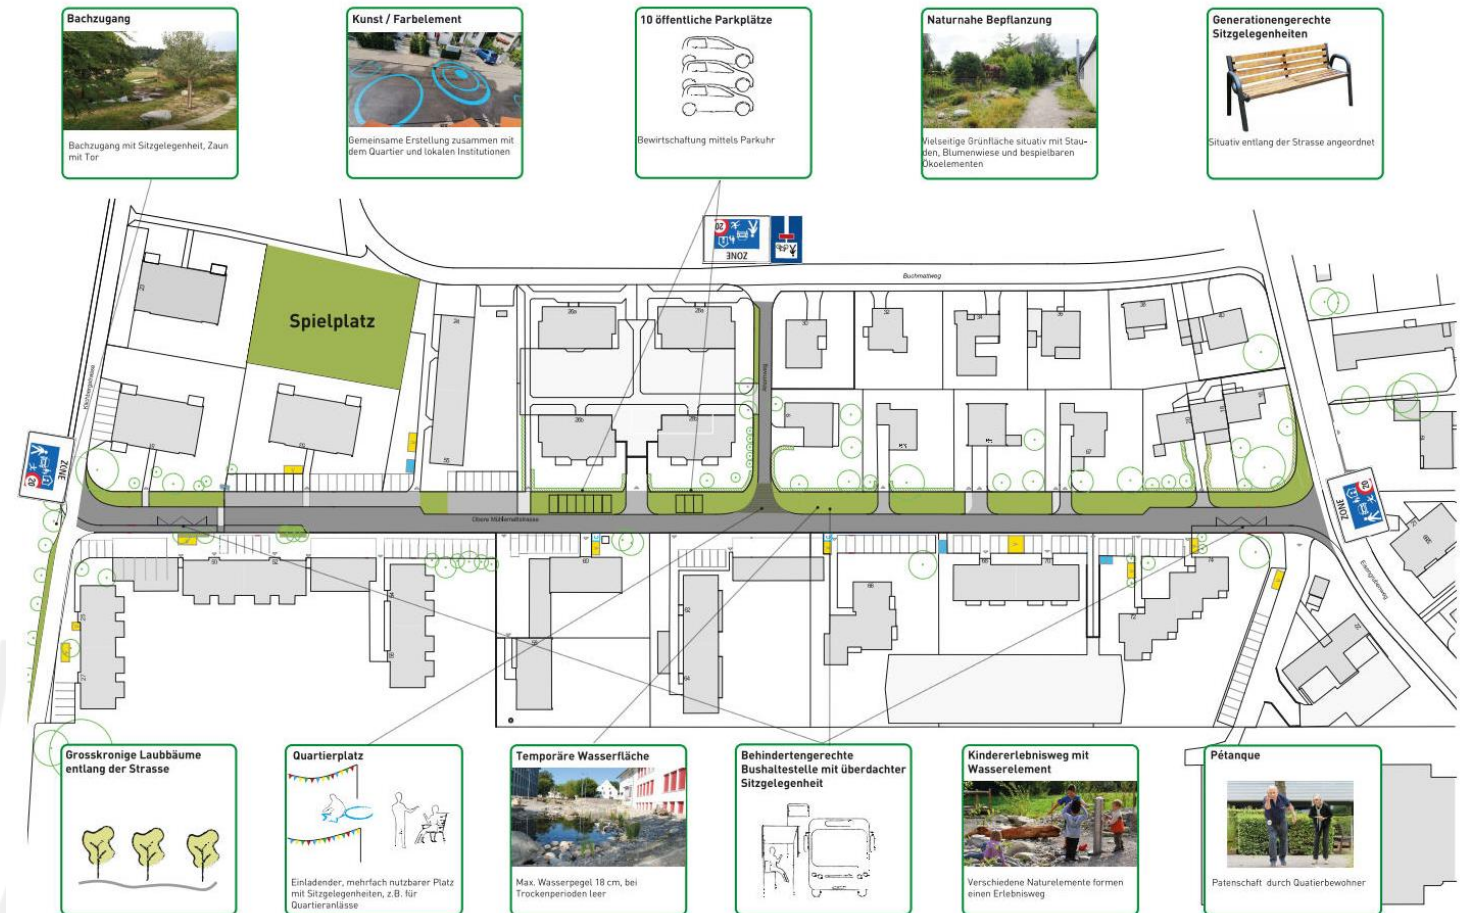 Bachzugang
Bachzugang mit Sitzgelegenheit, Zaun
mit Tor
Kunst / Farbelement
Gemeinsame Erstellung zusammen mit
dem Quartier und lokalen Institutionen
10 öffentliche Parkplätze
Bewirtschaftung mittels Parkuhr
Naturnahe Bepflanzung
Vielseitige Grünfläche situativ mit Stau-
den, Blumenwiese und bespielbaren
Ökoelementen
Generationengerechte
Sitzgelegenheiten
Situativ entlang der Strasse angeordnet
20
ZONE
Buchmattweg
Spielplatz
ZONE
20
20
ZONE
Obere Müllermattstrasse
Grosskronige Laubbäume
entlang der Strasse
Quartierplatz
Einladender, mehrfach nutzbarer Platz
mit Sitzgelegenheiten, z.B. für
Quartieranlässe
Temporäre Wasserfläche
Max. Wasserpegel 18 cm, bei
Trockenperioden leer
Behindertengerechte
Bushaltestelle mit überdachter
Sitzgelegenheit
Kindererlebnisweg mit
Wasserelement
Verschiedene Naturelemente formen
einen Erlebnisweg
Pétanque
Patenschaft durch Quatierbewohner